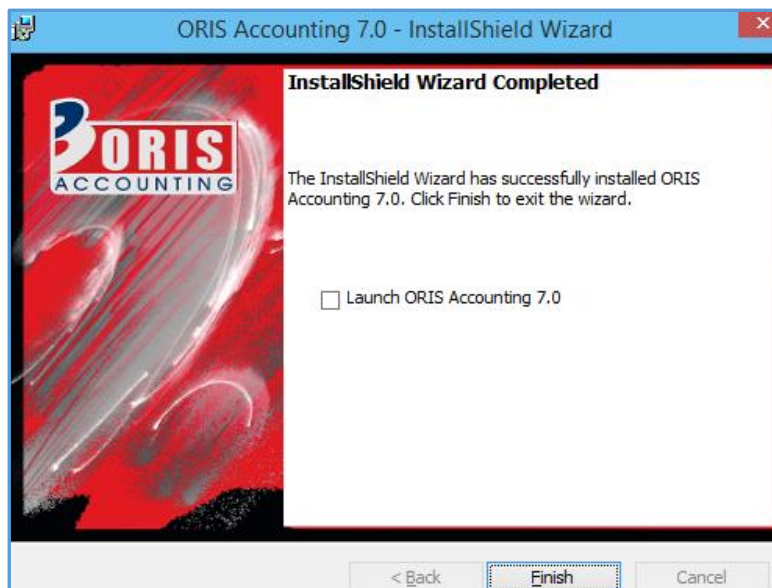 ORIS Accounting 7.0 - InstallShield Wizard
ORIS
ACCOUNTING
InstallShield Wizard Completed
The InstallShield Wizard has successfully installed ORIS
Accounting 7.0. Click Finish to exit the wizard.
Launch ORIS Accounting 7.0
< Back
Finish
Cancel